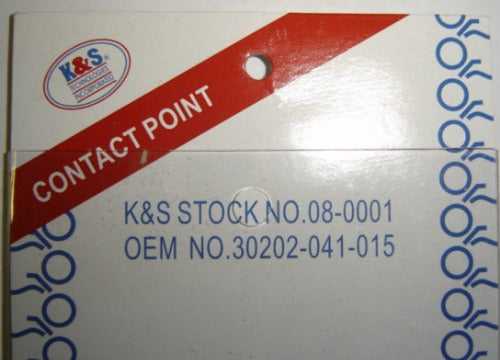 K&S®
TECHNOLOGIES
INCORPORATED
CONTACT POINT
K&S STOCK NO.08-0001
OEM NO.30202-041-015